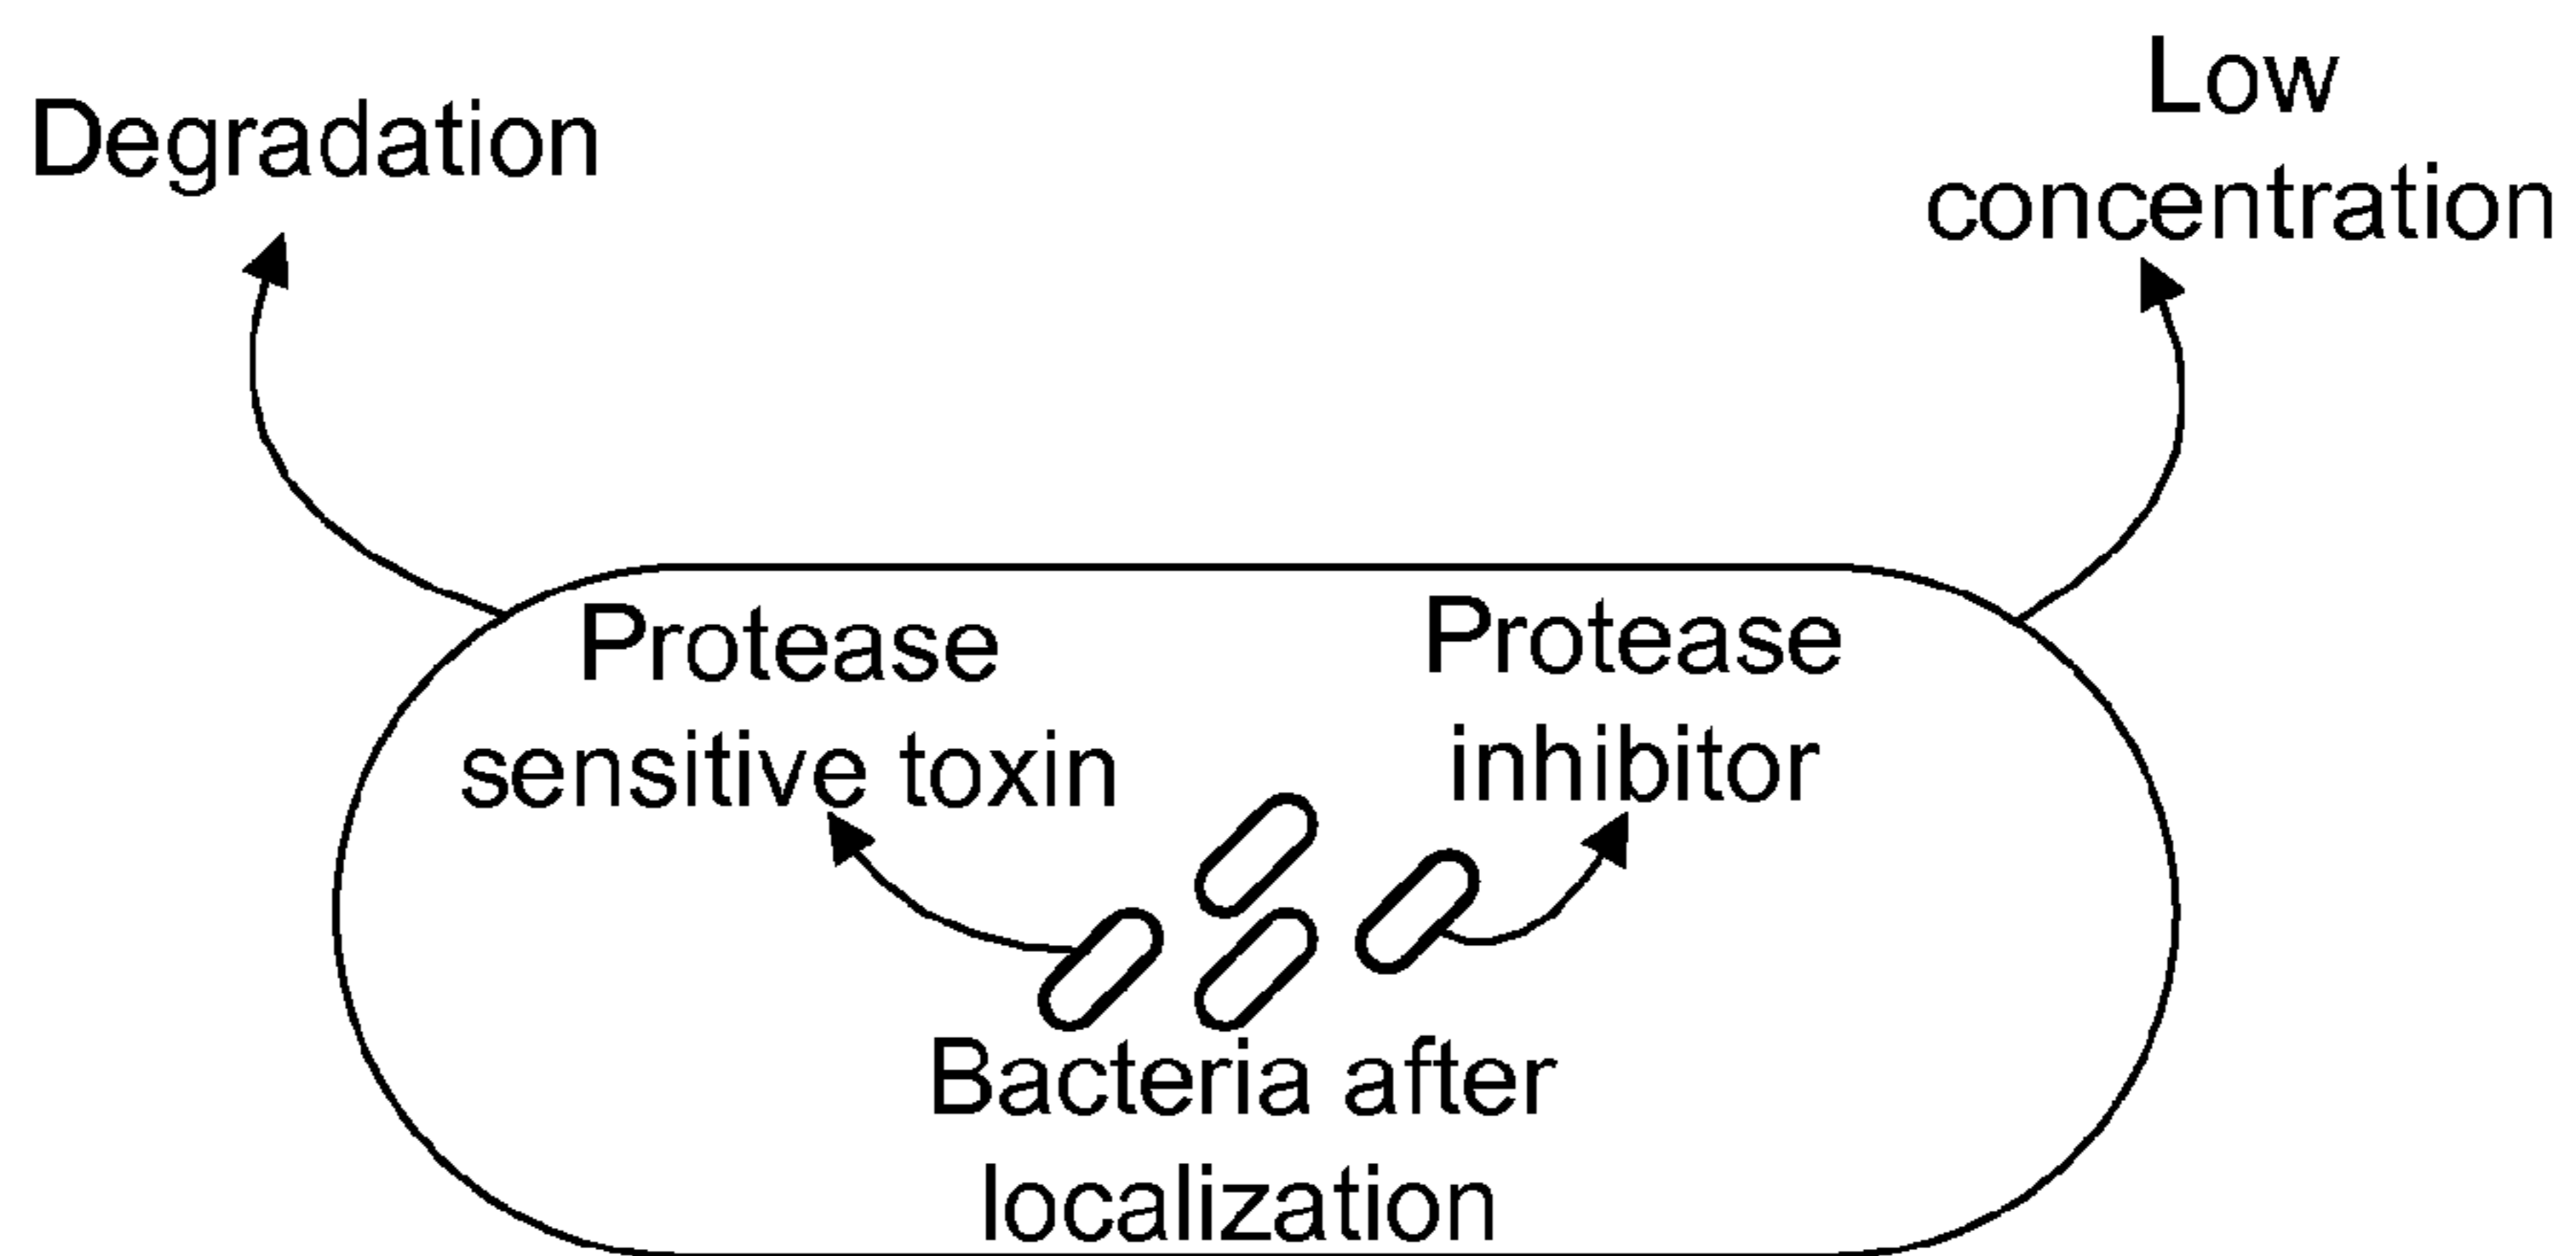 Degradation
Low
concentration
Protease
sensitive toxin
Protease
inhibitor
Bacteria after
localization